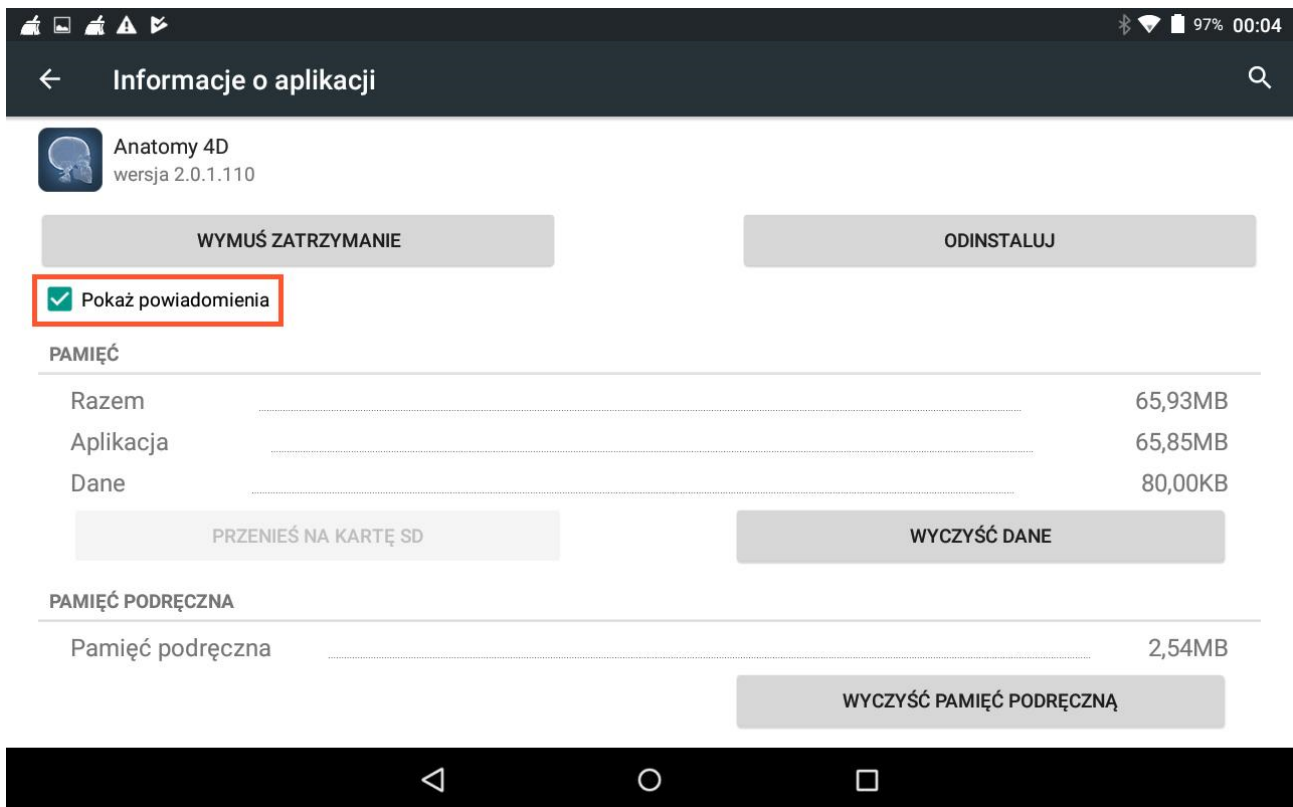 97% 00:04
Informacje o aplikacji
Anatomy 4D
wersja 2.0.1.110
WYMUŚ ZATRZYMANIE
ODINSTALUJ
Pokaż powiadomienia
PAMIĘĆ
Razem 65,93MB
Aplikacja 65,85MB
Dane 80,00KB
PRZENIEŚ NA KARTĘ SD
WYCZYŚĆ DANE
PAMIĘĆ PODRĘCZNA
Pamięć podręczna 2,54MB
WYCZYŚĆ PAMIĘĆ PODRĘCZNĄ